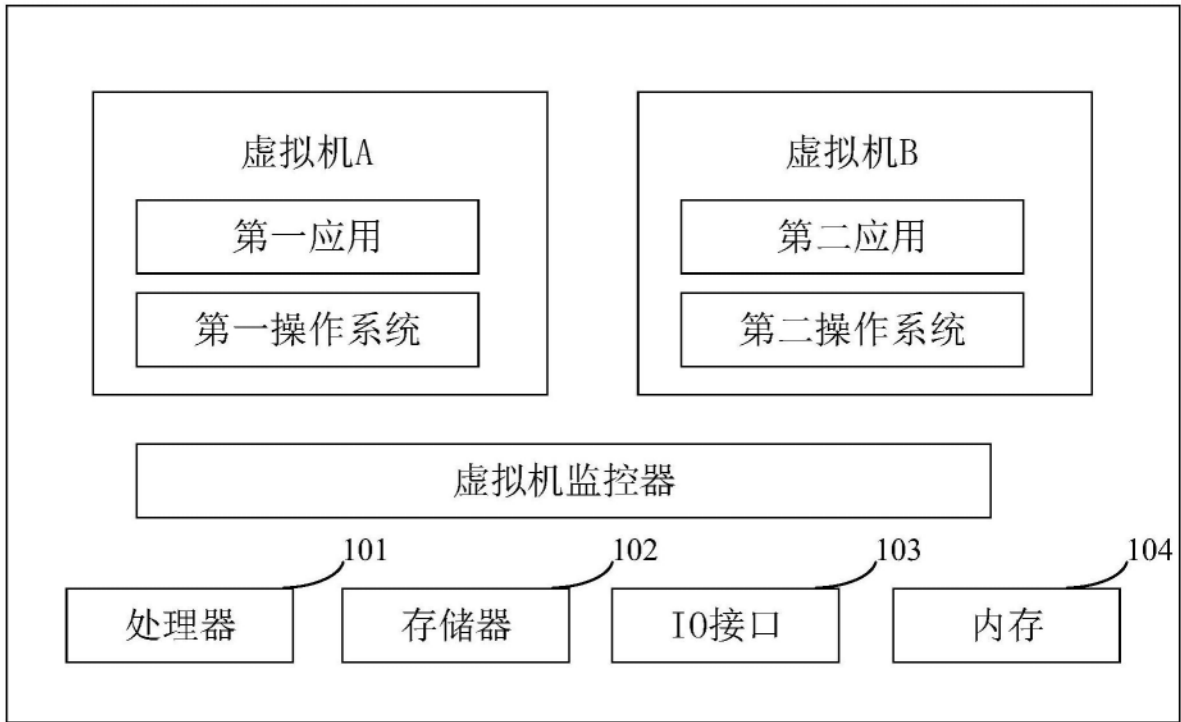 虚拟机A
虚拟机B
第一应用
第二应用
第一操作系统
第二操作系统
虚拟机监控器
101
102
103
104
处理器
存储器
IO接口
内存